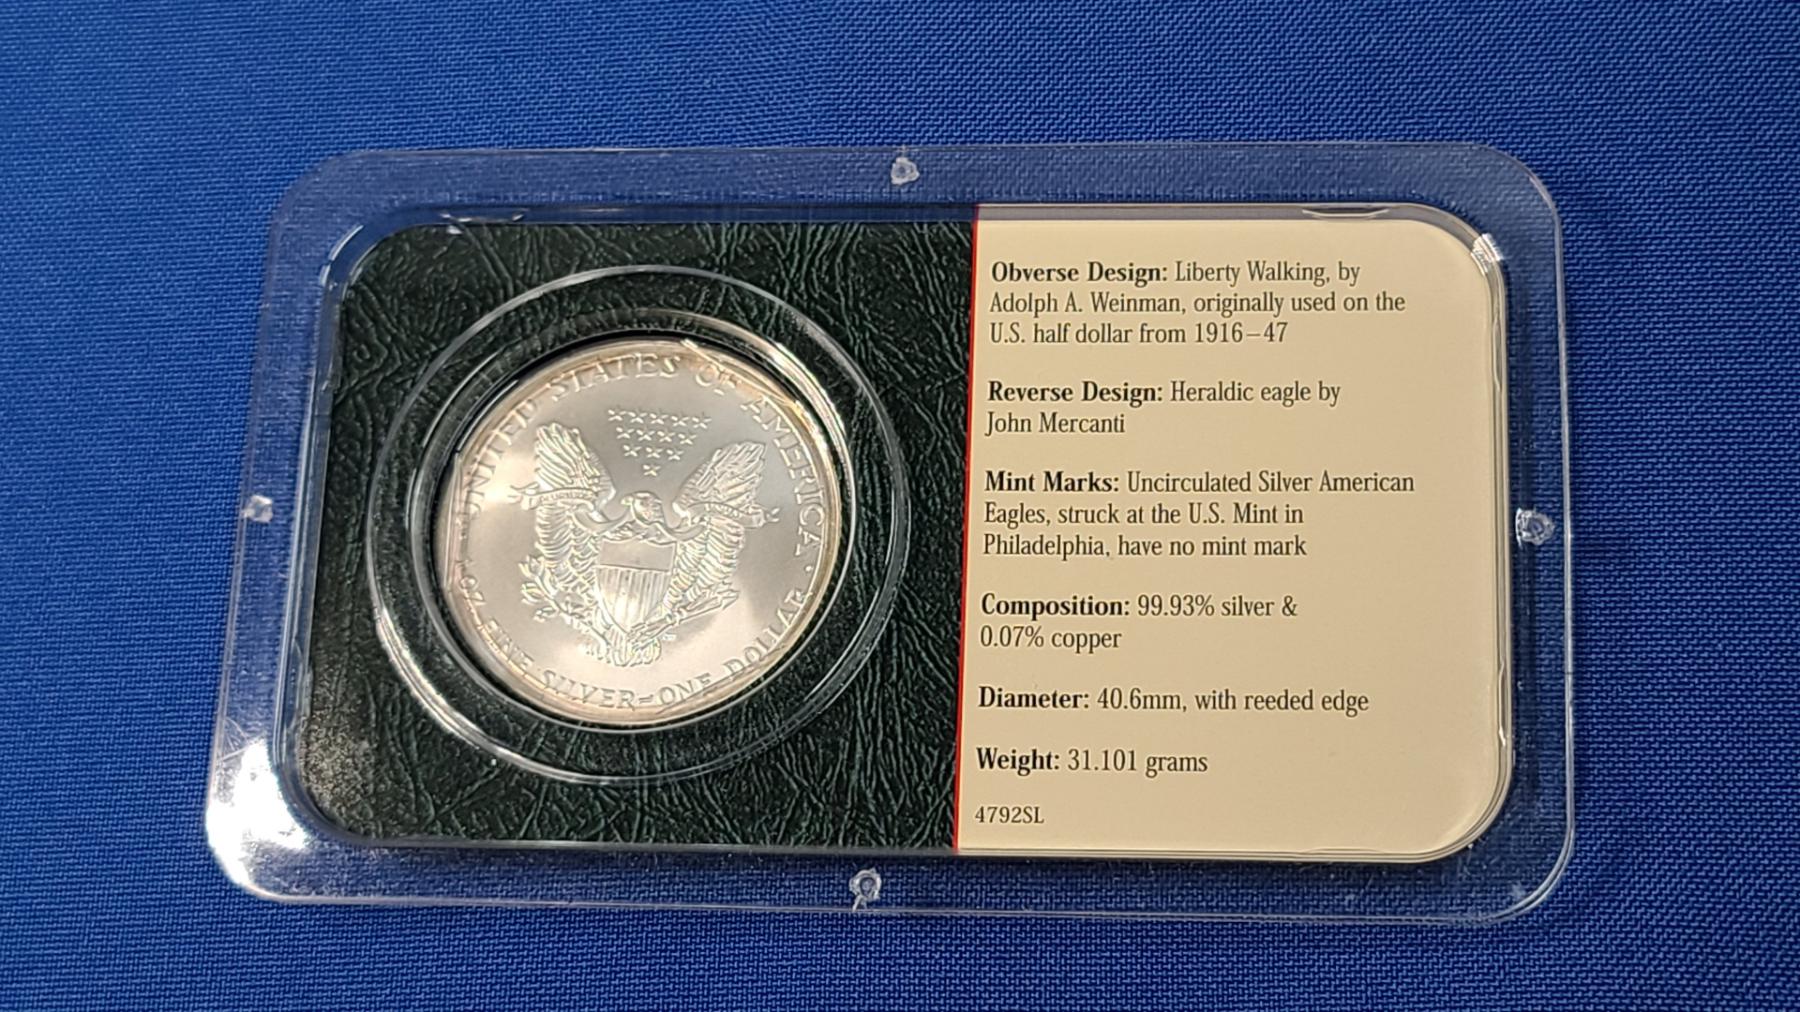 UNITED STATES OF AMERICA
1 OZ. FINE SILVER~ONE DOLLAR
Obverse Design: Liberty Walking, by
Adolph A. Weinman, originally used on the
U.S. half dollar from 1916–47
Reverse Design: Heraldic eagle by
John Mercanti
Mint Marks: Uncirculated Silver American
Eagles, struck at the U.S. Mint in
Philadelphia, have no mint mark
Composition: 99.93% silver &
0.07% copper
Diameter: 40.6mm, with reeded edge
Weight: 31.101 grams
4792SL